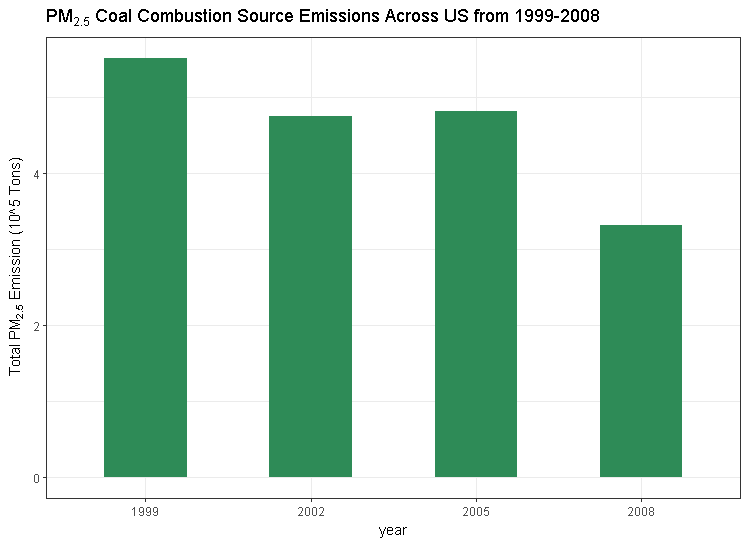 PM2.5 Coal Combustion Source Emissions Across US from 1999-2008
Total PM2.5 Emission (10^5 Tons)
4
2
0
1999 2002 2005 2008
year